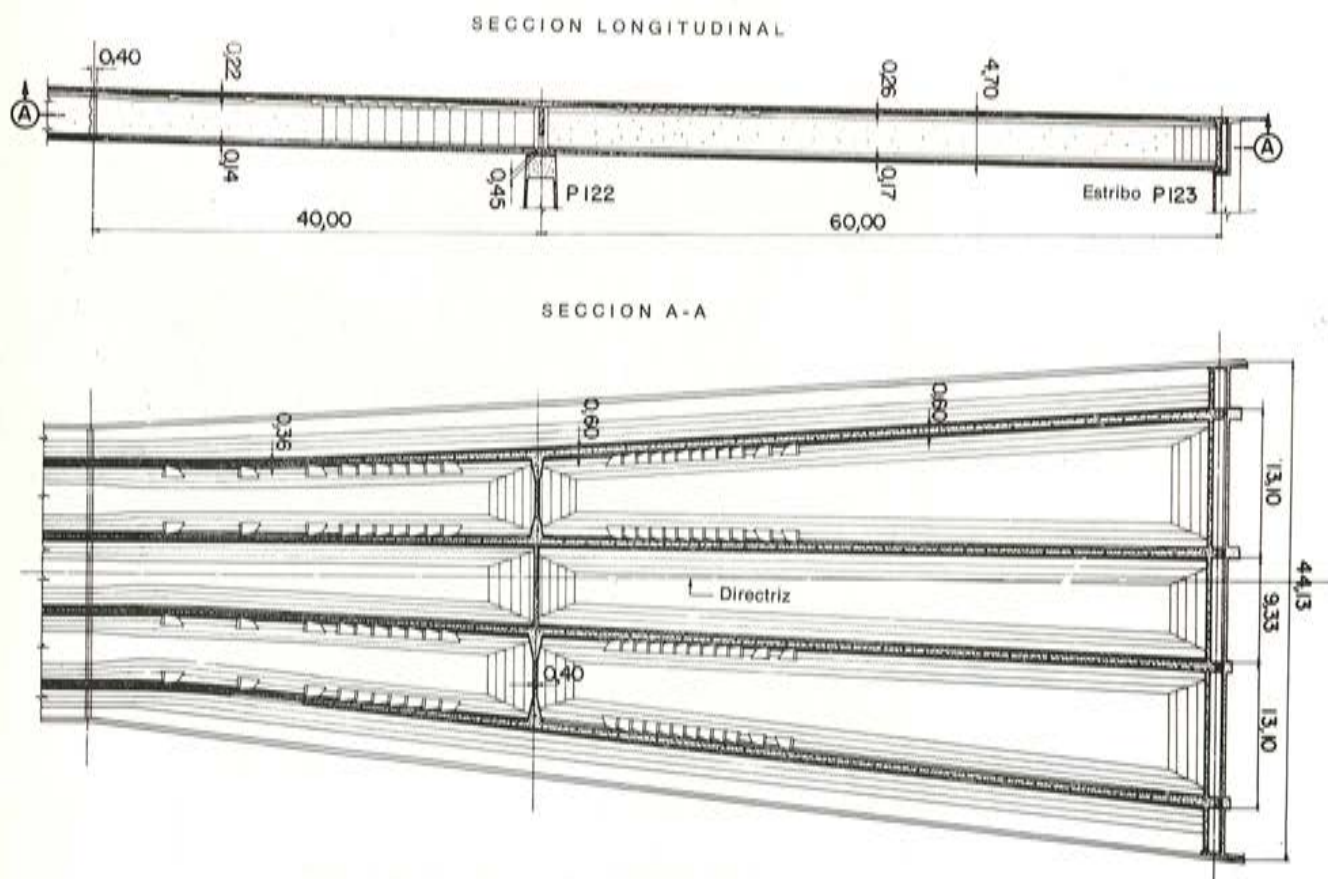 SECCION LONGITUDINAL
0,40
0,22
0,26
4,70
A
A
0,14
0,45
P122
0,17
Estribo P123
40,00
60,00
SECCION A-A
0,36
0,60
0,60
13,10
44,13
Directriz
9,33
0,40
13,10